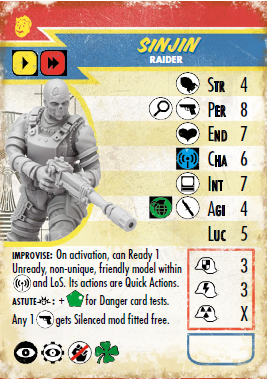 SINJIN
RAIDER
STR 4
PER 8
END 7
CHA 6
INT 7
AGI 4
LUC 5
IMPROVISE: On activation, can Ready 1
Unready, non-unique, friendly model within
and LoS. Its actions are Quick Actions.
ASTUTE: + for Danger card tests.
Any 1 gets Silenced mod fitted free.
3
3
X